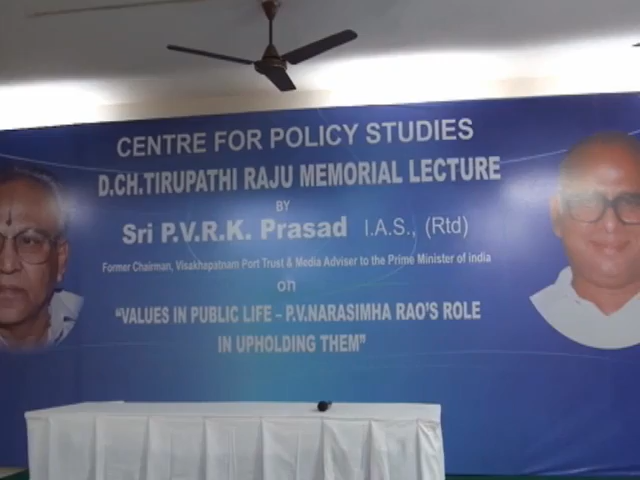 CENTRE FOR POLICY STUDIES
D.CH.TIRUPATHI RAJU MEMORIAL LECTURE
BY
Sri P.V.R.K. Prasad I.A.S., (Rtd)
Former Chairman, Visakhapatnam Port Trust & Media Adviser to the Prime Minister of india
on
“VALUES IN PUBLIC LIFE – P.V.NARASIMHA RAO’S ROLE
IN UPHOLDING THEM”